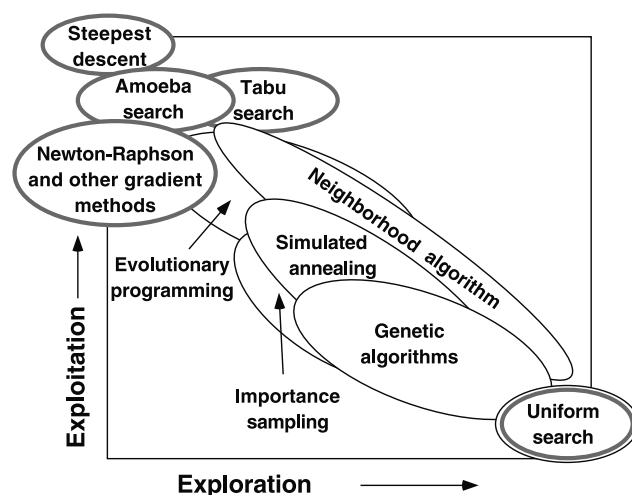 Steepest
descent
Amoeba
search
Tabu
search
Newton-Raphson
and other gradient
methods
Neighborhood algorithm
Simulated
annealing
Evolutionary
programming
Genetic
algorithms
Importance
sampling
Uniform
search
Exploitation
Exploration